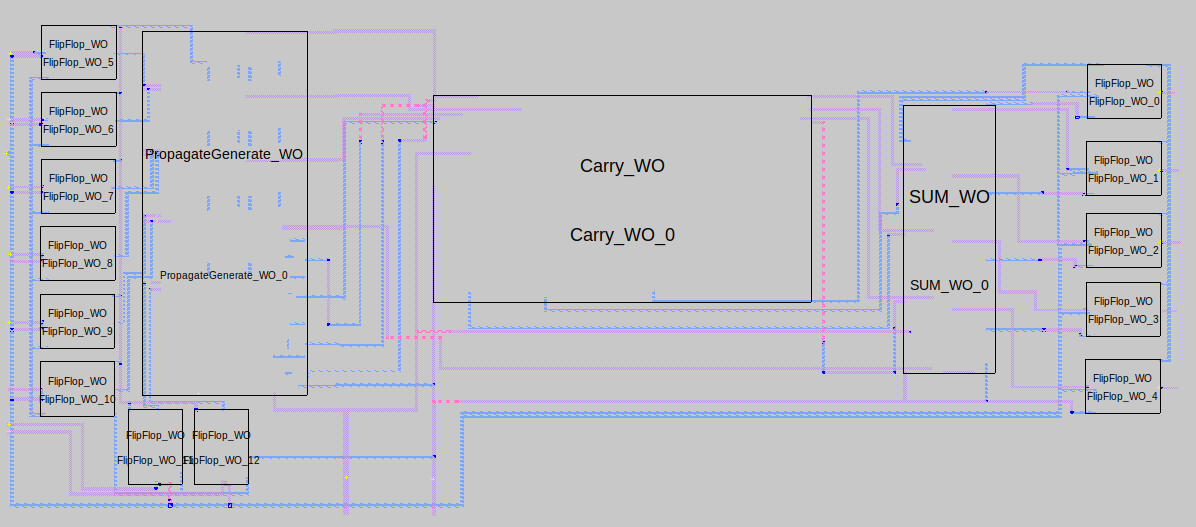 FlipFlop_WO
FlipFlop_WO_5
FlipFlop_WO
FlipFlop_WO_6
FlipFlop_WO
FlipFlop_WO_7
FlipFlop_WO
FlipFlop_WO_8
FlipFlop_WO
FlipFlop_WO_9
FlipFlop_WO
FlipFlop_WO_10
FlipFlop_WO
FlipFlop_WO
FlipFlop_WO_12
PropagateGenerate_WO
PropagateGenerate_WO_0
Carry_WO
Carry_WO_0
SUM_WO
SUM_WO_0
FlipFlop_WO
FlipFlop_WO_0
FlipFlop_WO
FlipFlop_WO_1
FlipFlop_WO
FlipFlop_WO_2
FlipFlop_WO
FlipFlop_WO_3
FlipFlop_WO
FlipFlop_WO_4